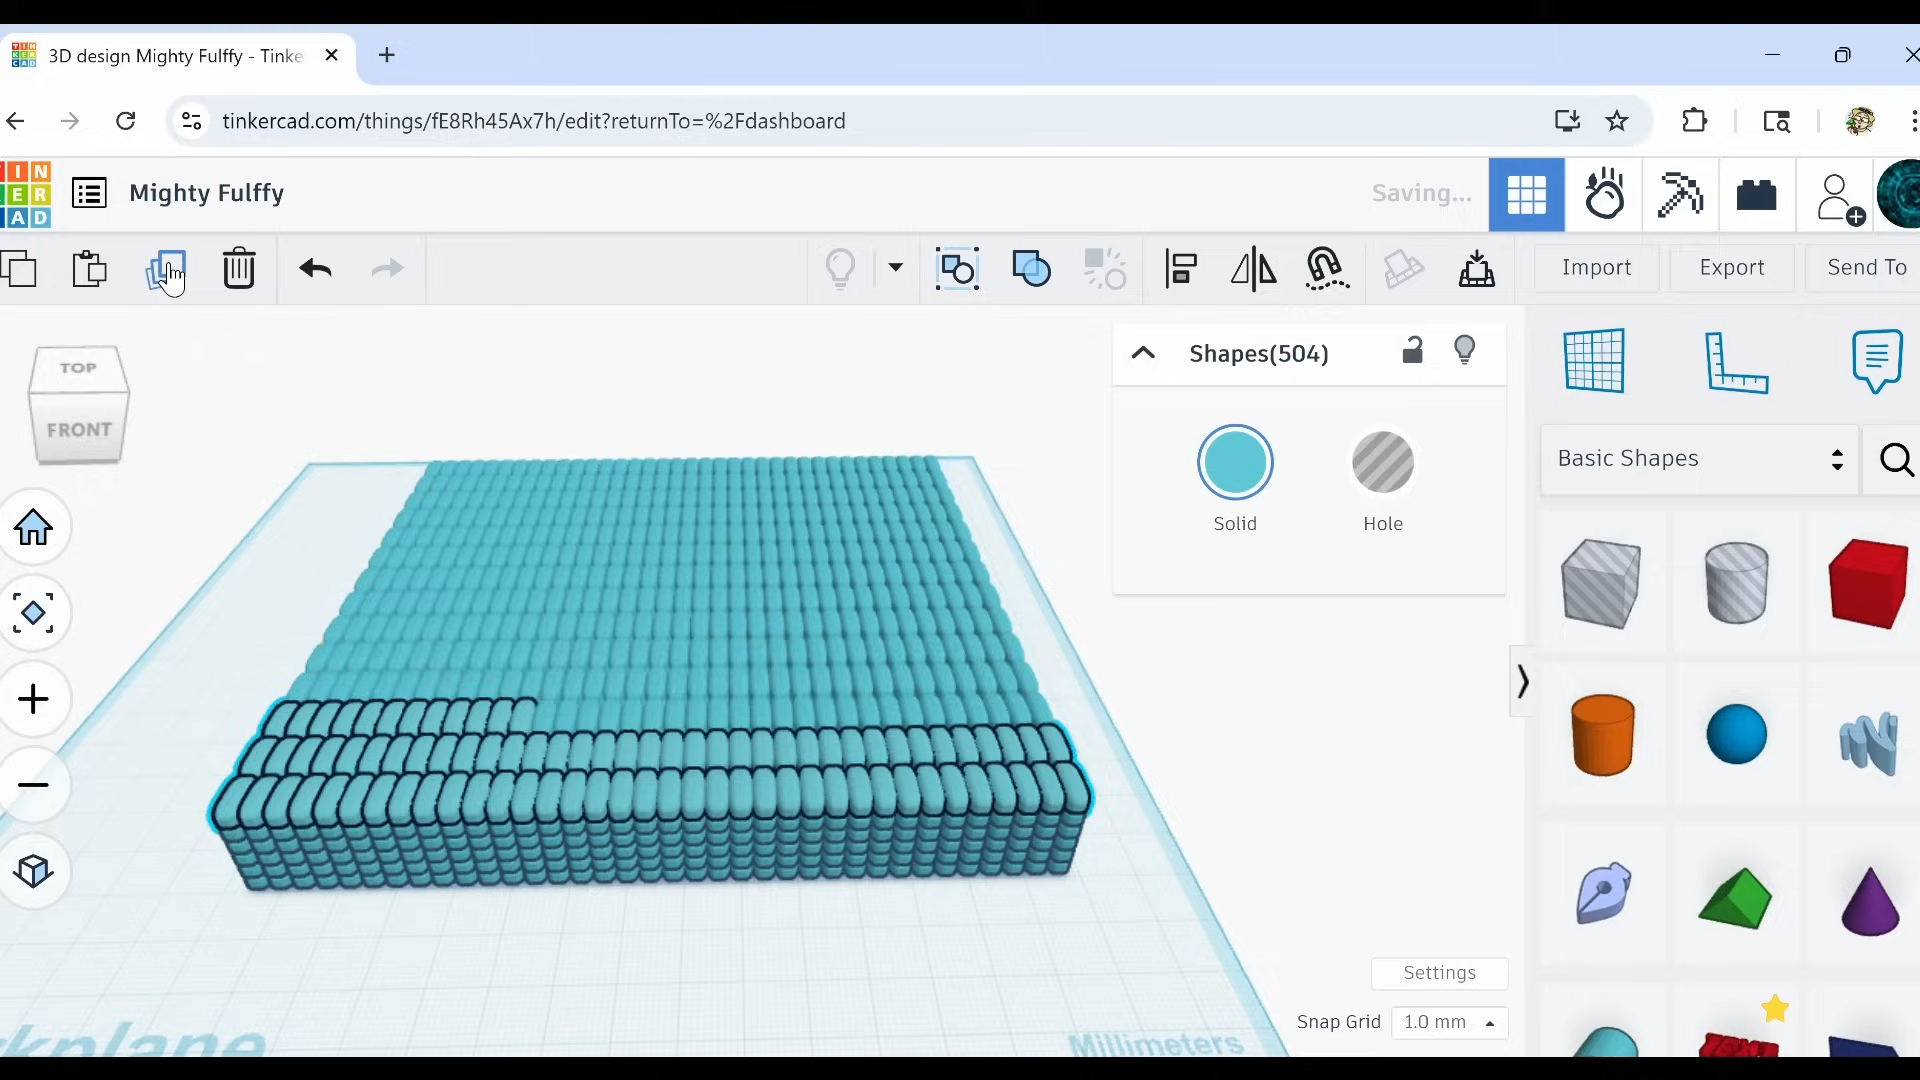 3D design Mighty Fulffy - Tinke
tinkercad.com/things/fE8Rh45Ax7h/edit?returnTo=%2Fdashboard
TIN
KER
CAD
Mighty Fulffy
Saving...
Import
Export
Send To
TOP
FRONT
Shapes(504)
Solid
Hole
Basic Shapes
Settings
Snap Grid 1.0 mm
rkplane
Millimeters